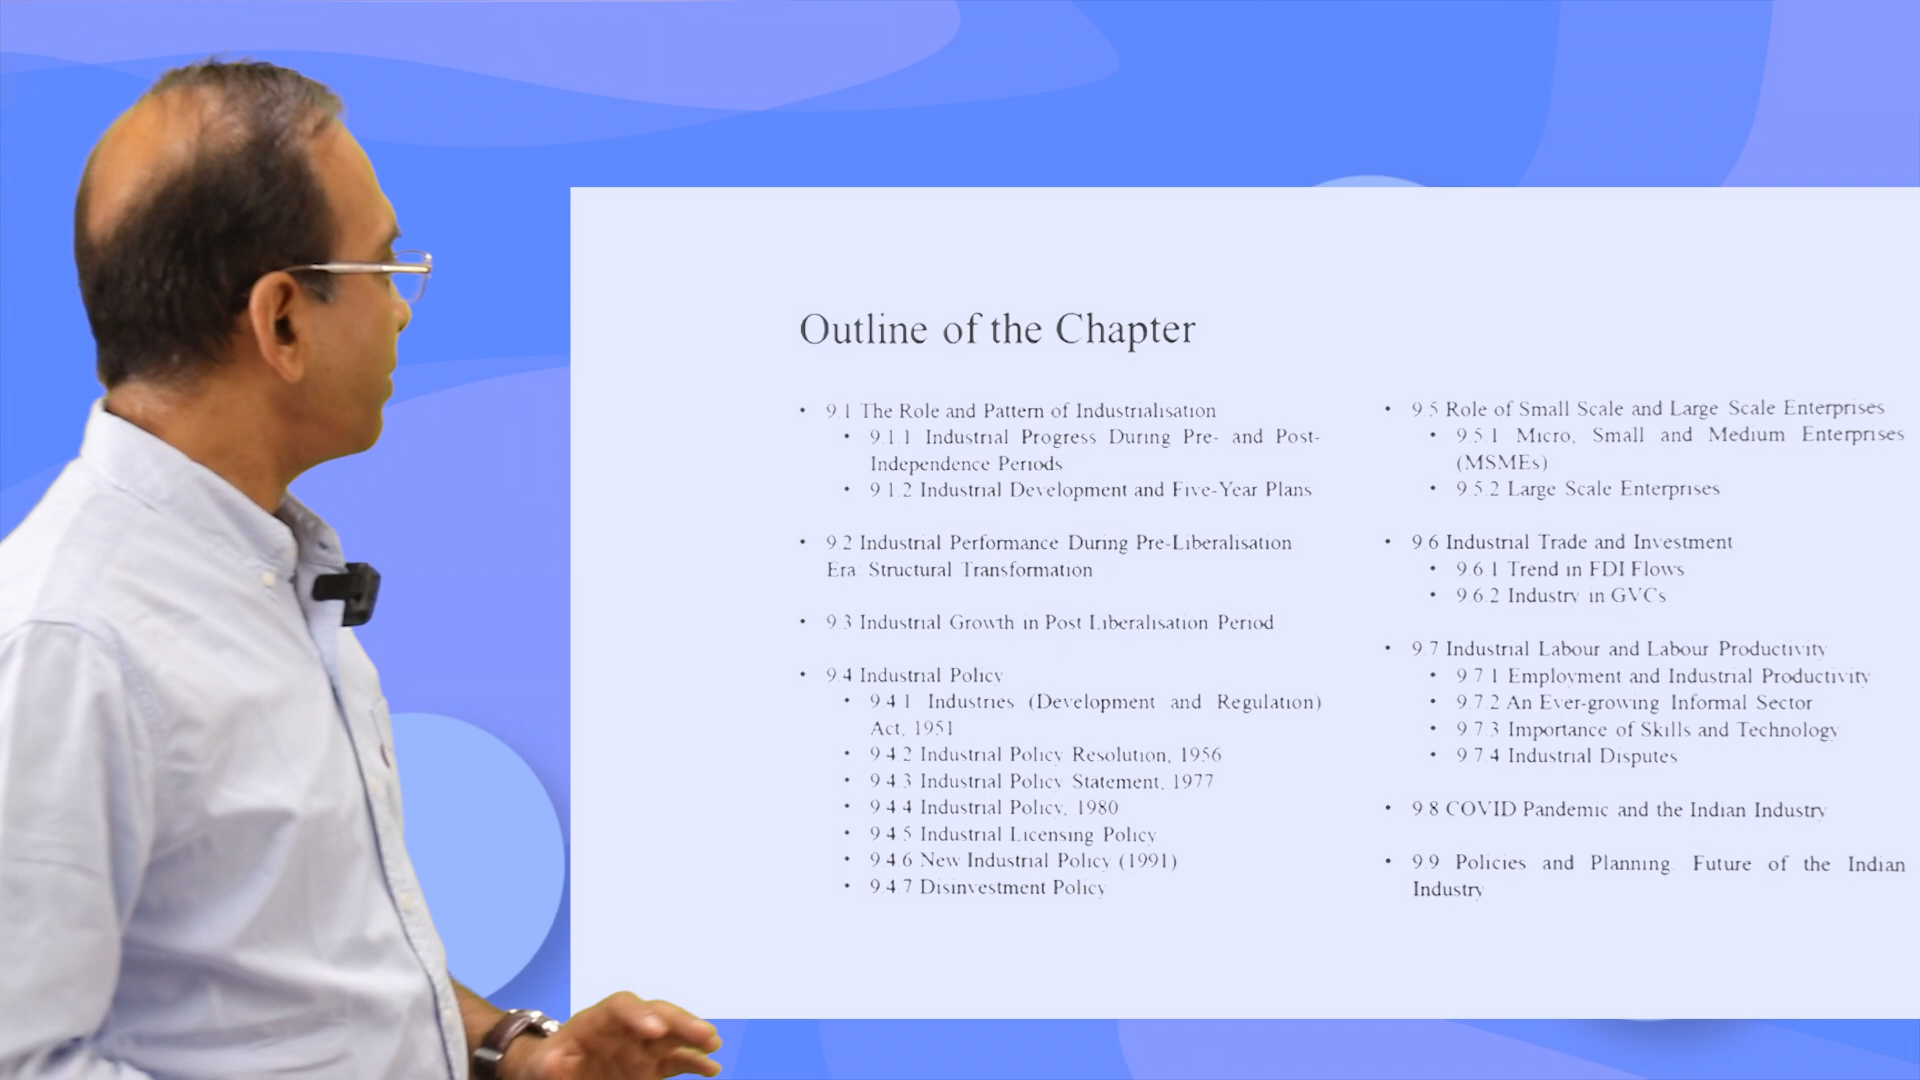 Outline of the Chapter
• 9.1 The Role and Pattern of Industrialisation
• 9.1.1 Industrial Progress During Pre- and Post-
Independence Periods
• 9.1.2 Industrial Development and Five-Year Plans
• 9.2 Industrial Performance During Pre-Liberalisation
Era: Structural Transformation
• 9.3 Industrial Growth in Post Liberalisation Period
• 9.4 Industrial Policy
• 9.4.1 Industries (Development and Regulation)
Act, 1951
• 9.4.2 Industrial Policy Resolution, 1956
• 9.4.3 Industrial Policy Statement, 1977
• 9.4.4 Industrial Policy, 1980
• 9.4.5 Industrial Licensing Policy
• 9.4.6 New Industrial Policy (1991)
• 9.4.7 Disinvestment Policy
• 9.5 Role of Small Scale and Large Scale Enterprises
• 9.5.1 Micro, Small and Medium Enterprises
(MSMEs)
• 9.5.2 Large Scale Enterprises
• 9.6 Industrial Trade and Investment
• 9.6.1 Trend in FDI Flows
• 9.6.2 Industry in GVCs
• 9.7 Industrial Labour and Labour Productivity
• 9.7.1 Employment and Industrial Productivity
• 9.7.2 An Ever-growing Informal Sector
• 9.7.3 Importance of Skills and Technology
• 9.7.4 Industrial Disputes
• 9.8 COVID Pandemic and the Indian Industry
• 9.9 Policies and Planning: Future of the Indian
Industry